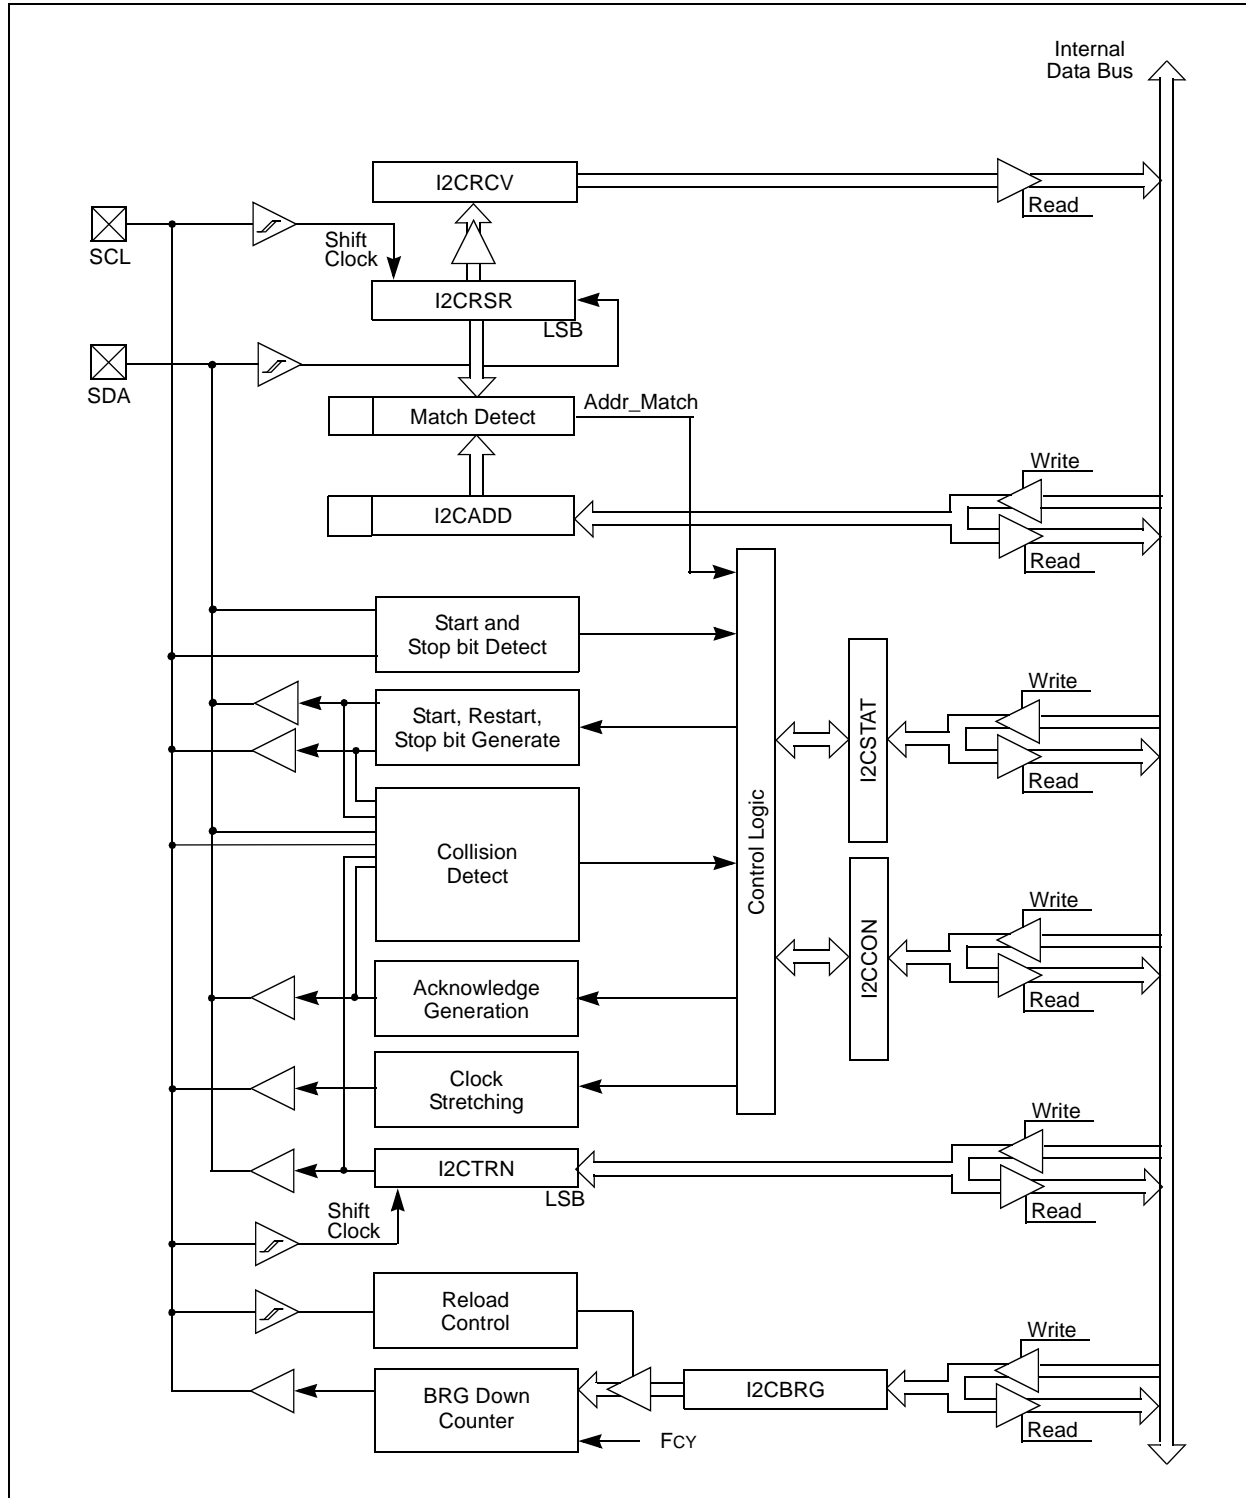 Internal
Data Bus
I2CRCV
Read
SCL
Shift
Clock
I2CRSR
LSB
SDA
Match Detect
Addr_Match
Write
I2CADD
Read
Start and
Stop bit Detect
Start, Restart,
Stop bit Generate
Write
I2CSTAT
Read
Control Logic
Collision
Detect
Write
I2CCON
Read
Acknowledge
Generation
Clock
Stretching
Write
I2CTRN
LSB
Read
Shift
Clock
Reload
Control
Write
I2CBRG
BRG Down
Counter
Read
FCY